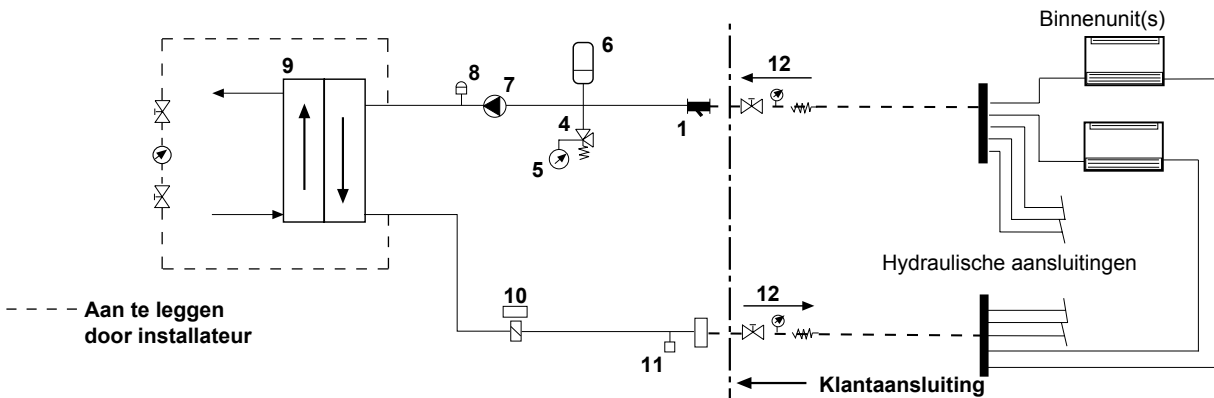 Binnenunit(s)
6
12
8
9
7
4
1
5
Hydraulische aansluitingen
12
10
Aan te leggen
door installateur
11
Klantaansluiting